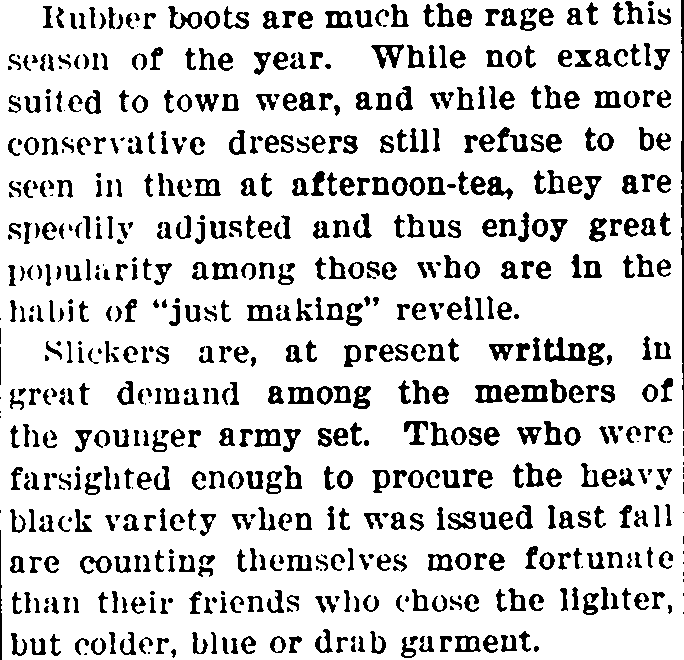 Rubber boots are much the rage at this
season of the year. While not exactly
suited to town wear, and while the more
conservative dressers still refuse to be
seen in them at afternoon-tea, they are
speedily adjusted and thus enjoy great
popularity among those who are in the
habit of “just making” reveille.
Slickers are, at present writing, in
great demand among the members of
the younger army set. Those who were
farsighted enough to procure the heavy
black variety when it was issued last fall
are counting themselves more fortunate
than their friends who chose the lighter,
but colder, blue or drab garment.